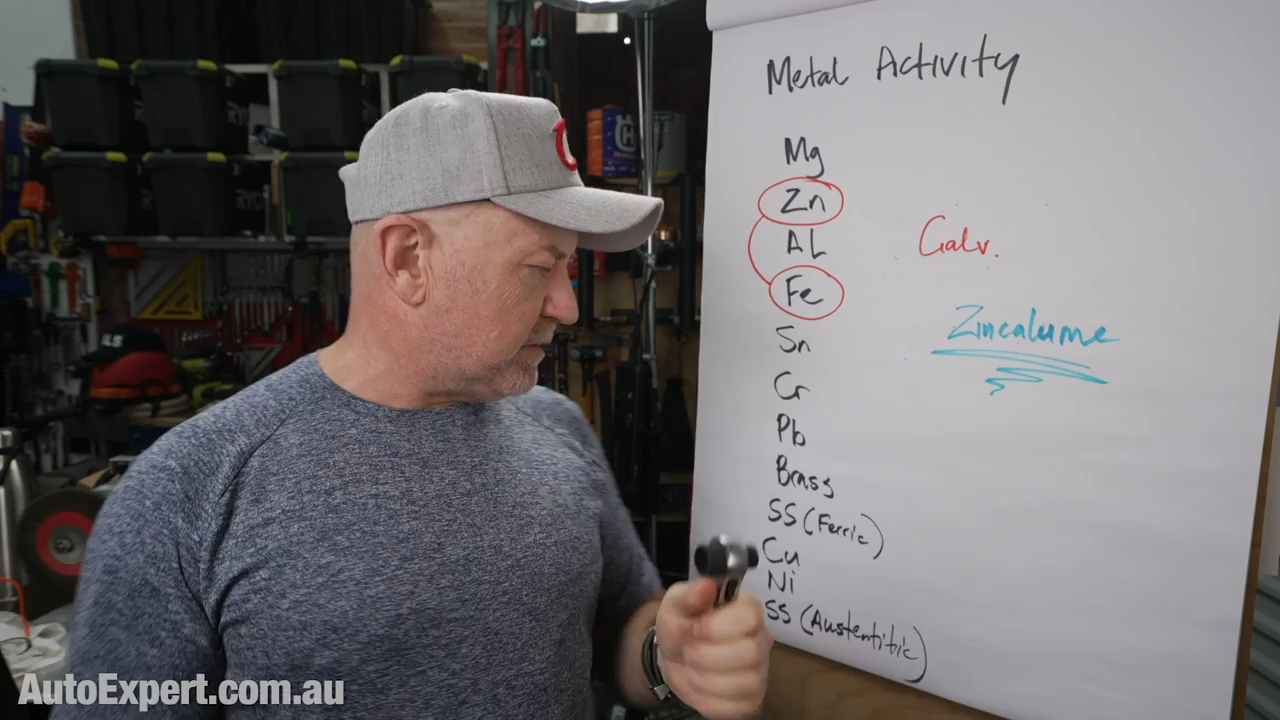 Metal Activity
Mg
Zn
AL
Galv.
Fe
Zincalume
Sn
Cr
Pb
Brass
SS (Ferric)
Cu
Ni
SS (Austentitic)
AutoExpert.com.au